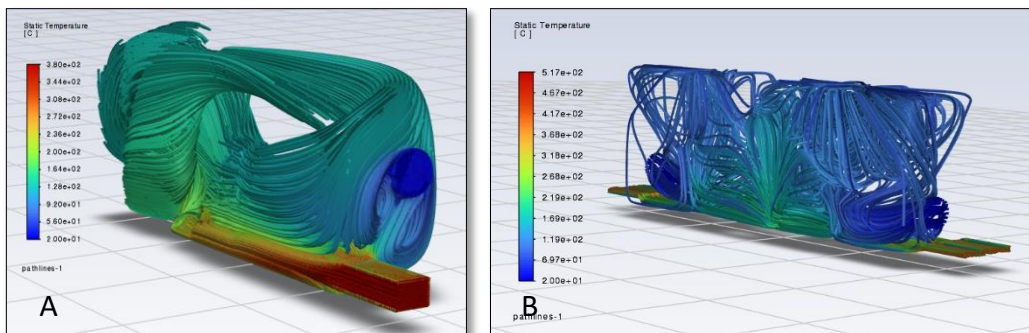 Static Temperature
[ C ]
3.80e+02
3.44e+02
3.08e+02
2.72e+02
2.36e+02
2.00e+02
1.64e+02
1.28e+02
9.20e+01
5.60e+01
2.00e+01
pathlines-1
A
Static Temperature
[ C ]
5.17e+02
4.67e+02
4.17e+02
3.68e+02
3.18e+02
2.68e+02
2.19e+02
1.69e+02
1.19e+02
6.97e+01
2.00e+01
pathlines-1
B